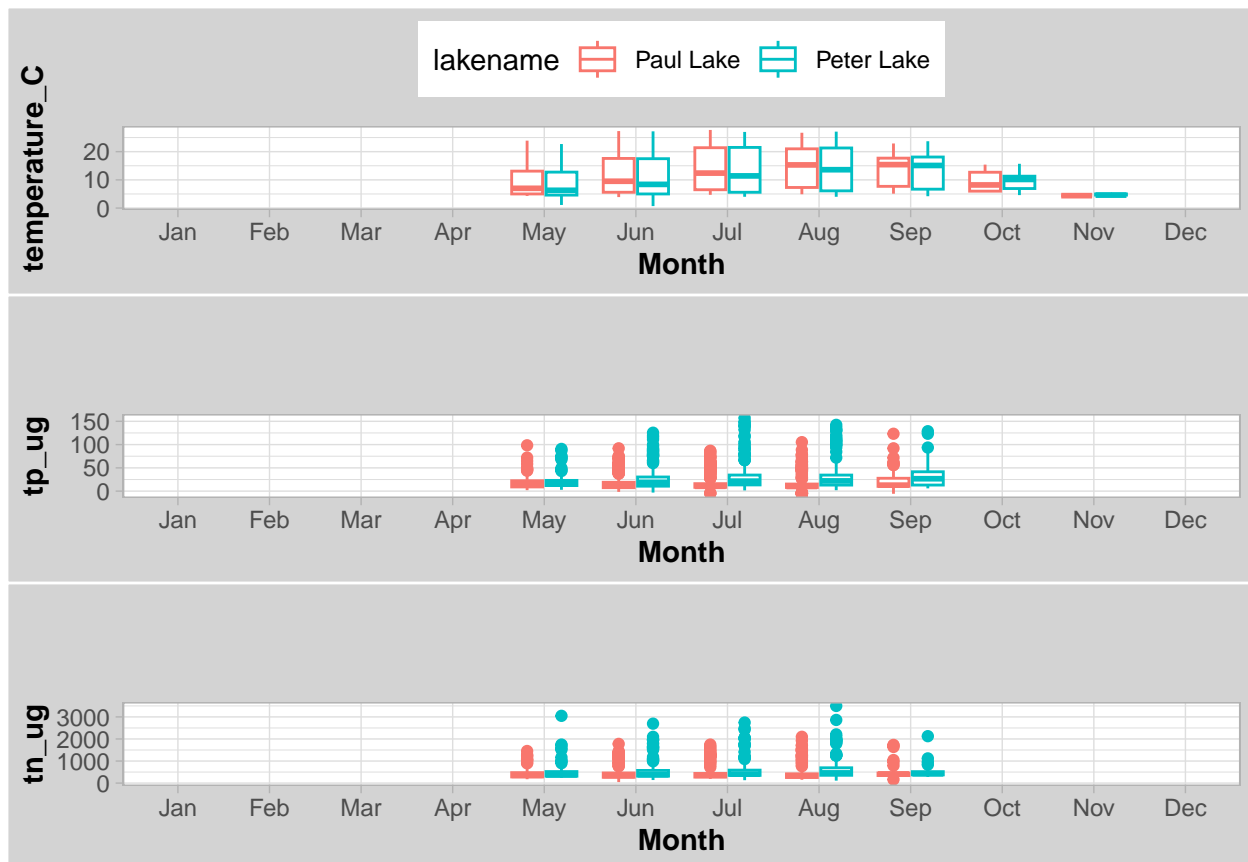 lakename Paul Lake Peter Lake
temperature_C
20
10
0
Jan Feb Mar Apr May Jun Jul Aug Sep Oct Nov Dec
Month
tp_ug
150
100
50
0
Jan Feb Mar Apr May Jun Jul Aug Sep Oct Nov Dec
Month
tn_ug
3000
2000
1000
0
Jan Feb Mar Apr May Jun Jul Aug Sep Oct Nov Dec
Month